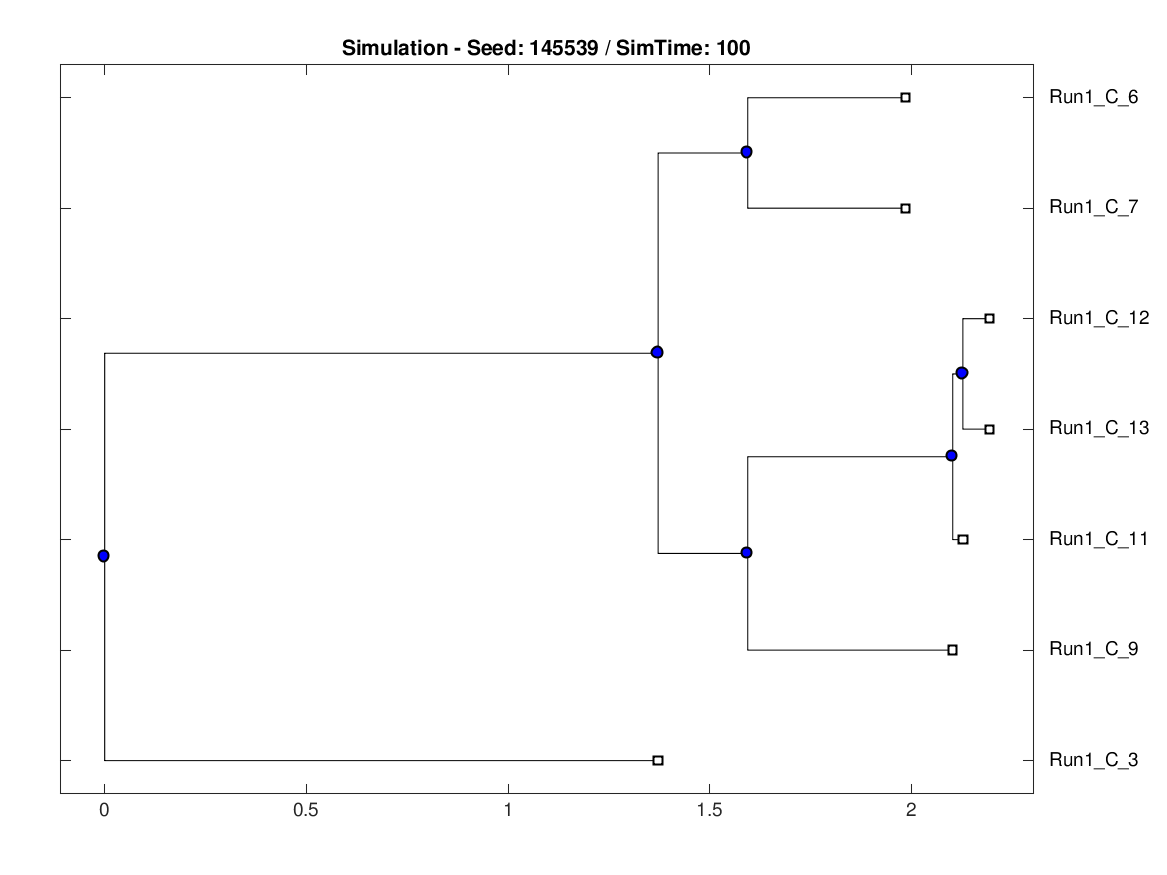 Simulation - Seed: 145539 / SimTime: 100
Run1_C_6
Run1_C_7
Run1_C_12
Run1_C_13
Run1_C_11
Run1_C_9
Run1_C_3
0 0.5 1 1.5 2